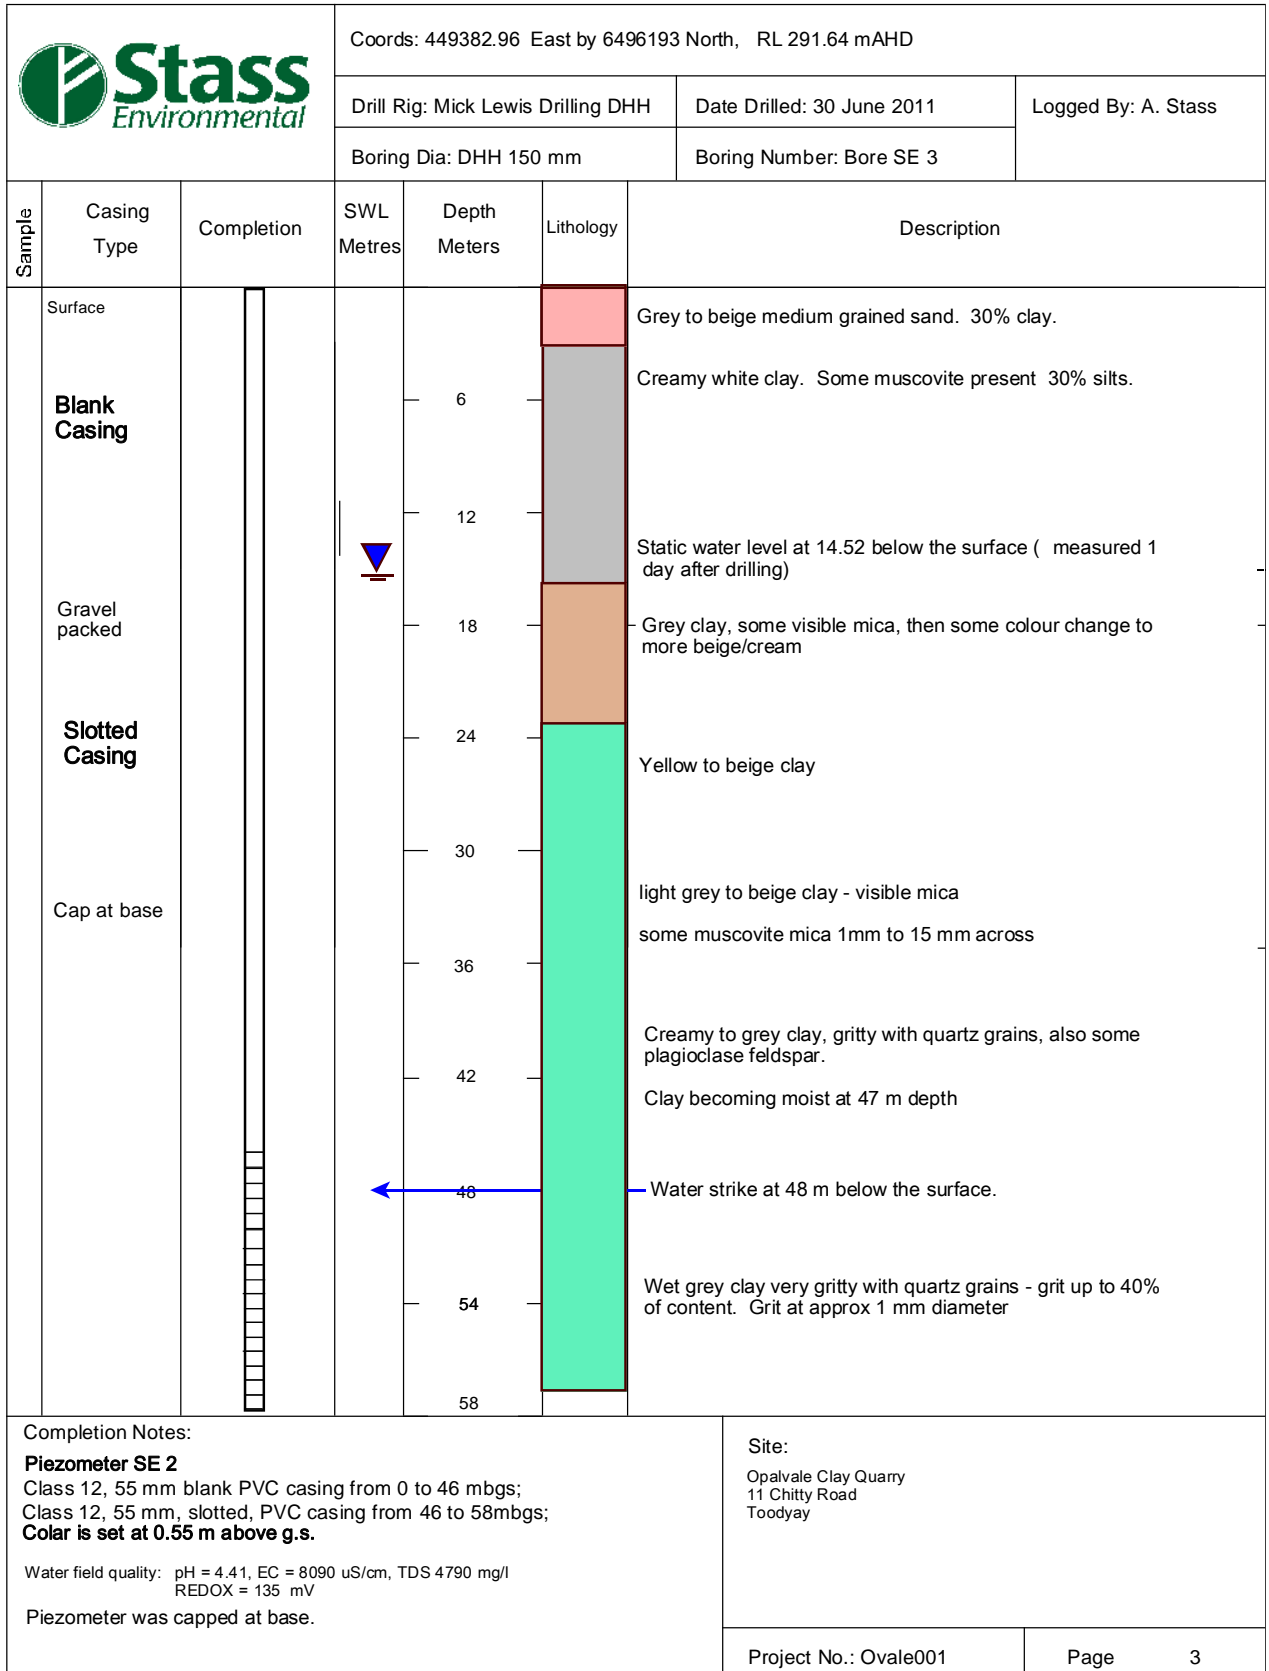 Stass
Environmental
Coords: 449382.96 East by 6496193 North, RL 291.64 mAHD
Drill Rig: Mick Lewis Drilling DHH
Date Drilled: 30 June 2011
Logged By: A. Stass
Boring Dia: DHH 150 mm
Boring Number: Bore SE 3
Sample
Casing
Type
Completion
SWL
Metres
Depth
Meters
Lithology
Description
Surface
Grey to beige medium grained sand. 30% clay.
Creamy white clay. Some muscovite present 30% silts.
Blank
Casing
6
12
Static water level at 14.52 below the surface ( measured 1
day after drilling)
Gravel
packed
18
Grey clay, some visible mica, then some colour change to
more beige/cream
Slotted
Casing
24
Yellow to beige clay
30
light grey to beige clay - visible mica
Cap at base
some muscovite mica 1mm to 15 mm across
36
Creamy to grey clay, gritty with quartz grains, also some
plagioclase feldspar.
42
Clay becoming moist at 47 m depth
48
Water strike at 48 m below the surface.
Wet grey clay very gritty with quartz grains - grit up to 40%
of content. Grit at approx 1 mm diameter
54
58
Completion Notes:
Piezometer SE 2
Class 12, 55 mm blank PVC casing from 0 to 46 mbgs;
Class 12, 55 mm, slotted, PVC casing from 46 to 58mbgs;
Colar is set at 0.55 m above g.s.
Water field quality: pH = 4.41, EC = 8090 uS/cm, TDS 4790 mg/l
REDOX = 135 mV
Piezometer was capped at base.
Site:
Opalvale Clay Quarry
11 Chitty Road
Toodyay
Project No.: Ovale001
Page 3